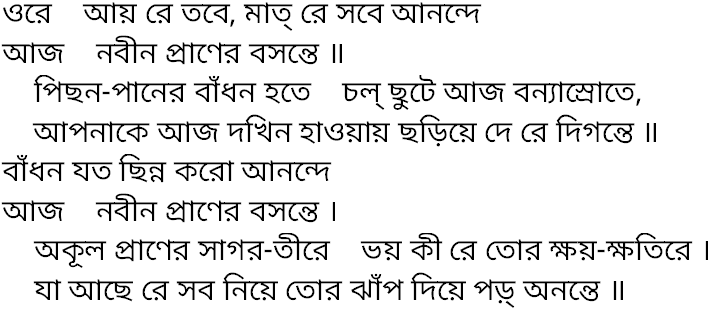 ওরে    আয় রে তবে, মাত্ রে সবে আনন্দে
আজ    নবীন প্রাণের বসন্তে ॥
পিছন-পানের বাঁধন হতে    চল্ ছুটে আজ বন্যাস্রোতে,
আপনাকে আজ দখিন হাওয়ায় ছড়িয়ে দে রে দিগন্তে ॥
বাঁধন যত ছিন্ন করো আনন্দে
আজ    নবীন প্রাণের বসন্তে ।
অকূল প্রাণের সাগর-তীরে    ভয় কী রে তোর ক্ষয়-ক্ষতিরে ।
যা আছে রে সব নিয়ে তোর ঝাঁপ দিয়ে পড়্ অনন্তে ॥